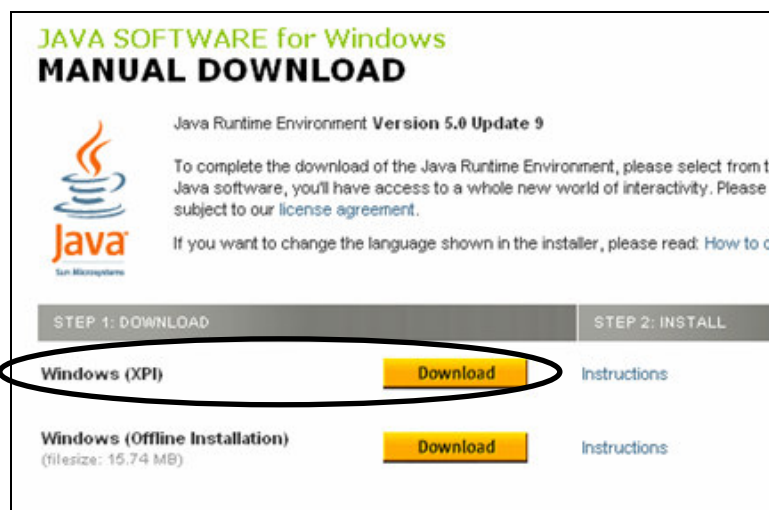 JAVA SOFTWARE for Windows
MANUAL DOWNLOAD
Java Runtime Environment Version 5.0 Update 9
To complete the download of the Java Runtime Environment, please select from t
Java software, you'll have access to a whole new world of interactivity. Please
subject to our license agreement.
If you want to change the language shown in the installer, please read: How to c
Java
Sun Microsystems
STEP 1: DOWNLOAD STEP 2: INSTALL
Windows (XPI) Download Instructions
Windows (Offline Installation) Download Instructions
(filesize: 15.74 MB)